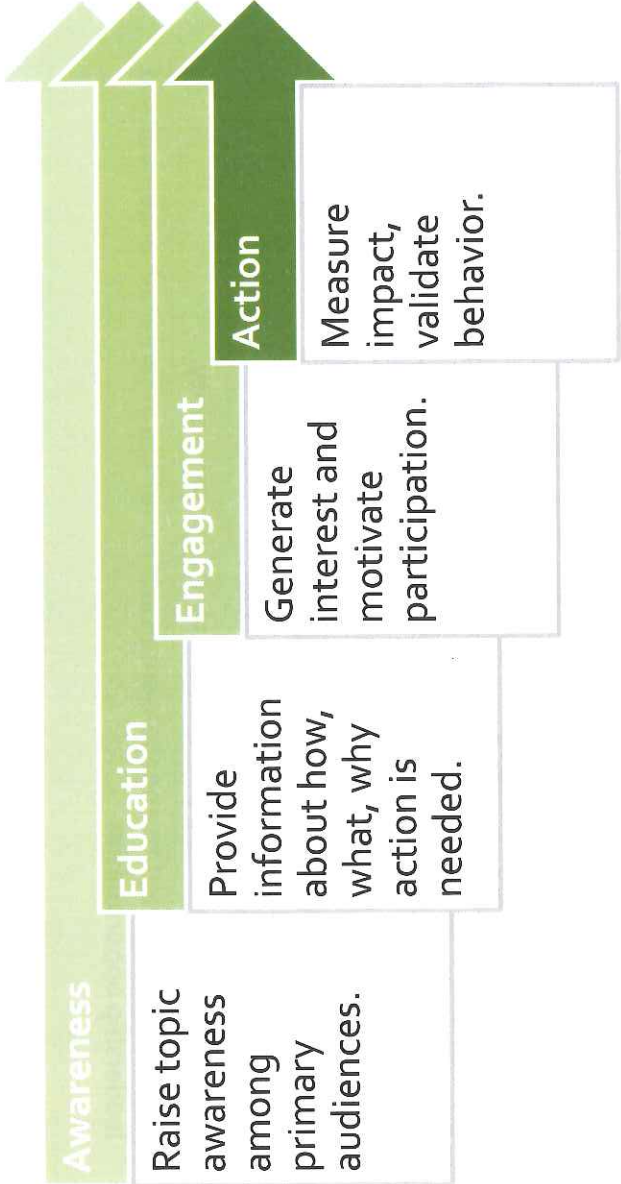 Awareness
Raise topic
awareness
among
primary
audiences.
Education
Provide
information
about how,
what, why
action is
needed.
Engagement
Generate
interest and
motivate
participation.
Action
Measure
impact,
validate
behavior.